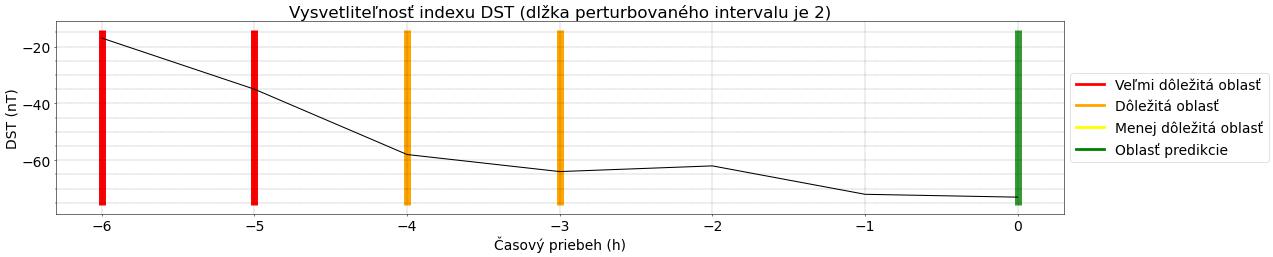 Vysvetliteľnosť indexu DST (dĺžka perturbovaného intervalu je 2)
DST (nT)
−20
−40
−60
−6 −5 −4 −3 −2 −1 0
Časový priebeh (h)
Veľmi dôležitá oblasť
Dôležitá oblasť
Menej dôležitá oblasť
Oblasť predikcie